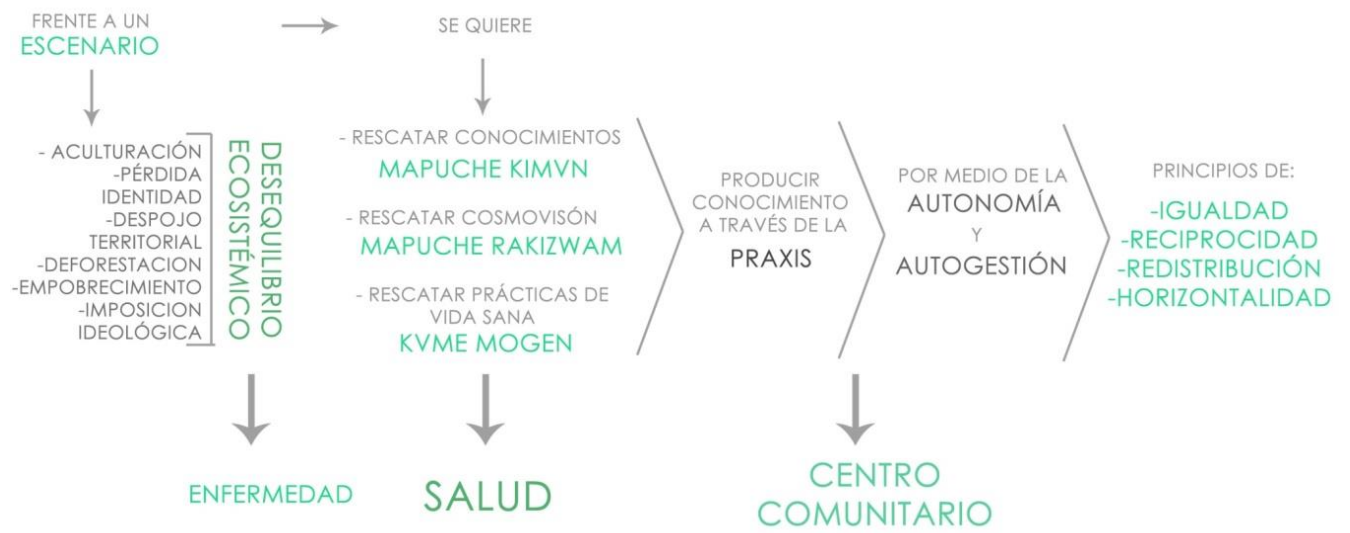 FRENTE A UN
ESCENARIO
- ACULTURACIÓN
-PÉRDIDA
IDENTIDAD
-DESPOJO
TERRITORIAL
-DEFORESTACION
-EMPOBRECIMIENTO
-IMPOSICION
IDEOLÓGICA
DESEQUILIBRIO
ECOSISTÉMICO
ENFERMEDAD
SE QUIERE
- RESCATAR CONOCIMIENTOS
MAPUCHE KIMVN
- RESCATAR COSMOVISÓN
MAPUCHE RAKIZWAM
- RESCATAR PRÁCTICAS DE
VIDA SANA
KVME MOGEN
SALUD
PRODUCIR
CONOCIMIENTO
A TRAVÉS DE LA
PRAXIS
POR MEDIO DE LA
AUTONOMÍA
Y
AUTOGESTIÓN
PRINCIPIOS DE:
-IGUALDAD
-RECIPROCIDAD
-REDISTRIBUCIÓN
-HORIZONTALIDAD
CENTRO
COMUNITARIO